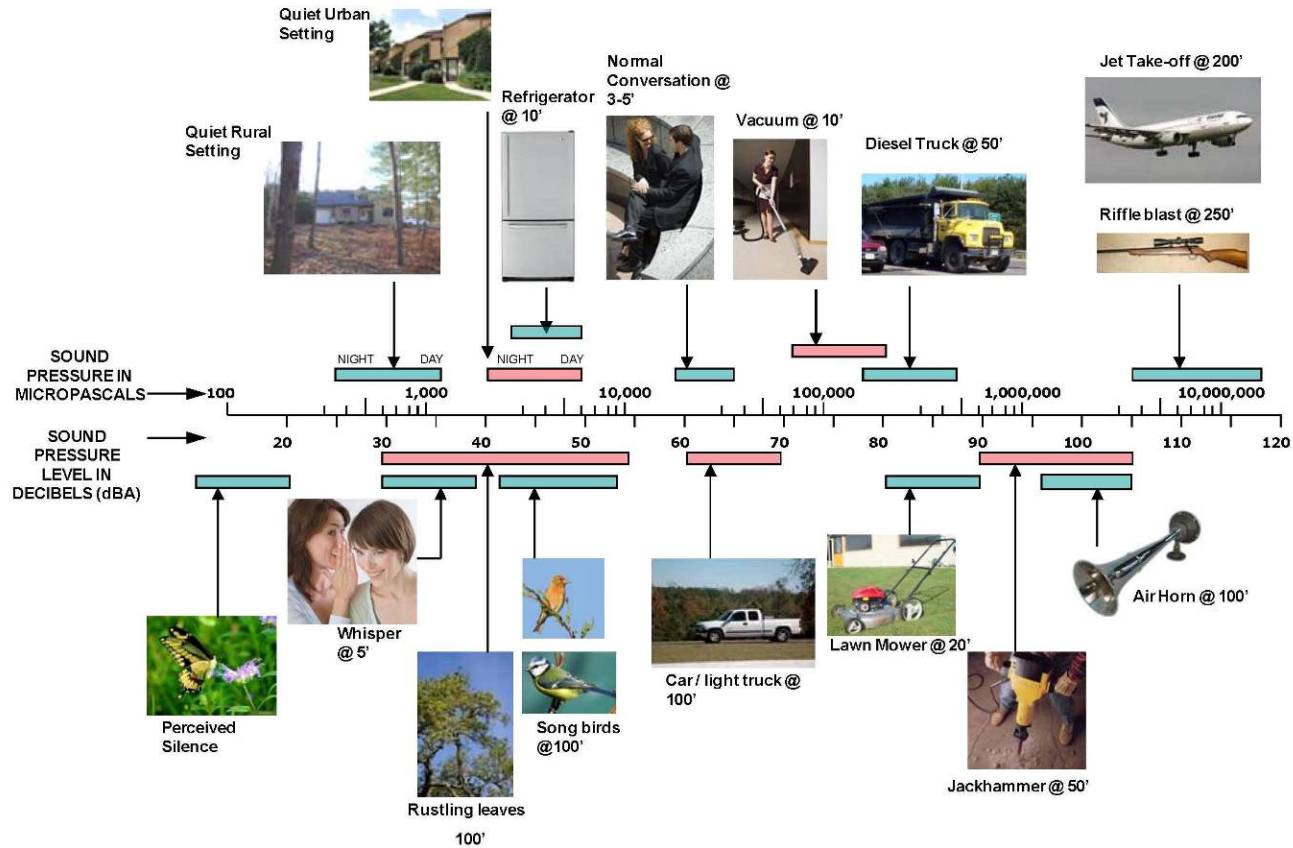 Quiet Urban
Setting
Quiet Rural
Setting
Refrigerator
@ 10'
Normal
Conversation @
3-5'
Vacuum @ 10'
Diesel Truck @ 50'
Jet Take-off @ 200'
Riffle blast @ 250'
NIGHT DAY
NIGHT DAY
SOUND
PRESSURE IN
MICROPASCALS
100 1,000 10,000 100,000 1,000,000 10,000,000
SOUND
PRESSURE
LEVEL IN
DECIBELS (dBA)
20 30 40 50 60 70 80 90 100 110 120
Perceived
Silence
Whisper
@ 5'
Rustling leaves
100'
Song birds
@100'
Car / light truck @
100'
Lawn Mower @ 20'
Jackhammer @ 50'
Air Horn @ 100'